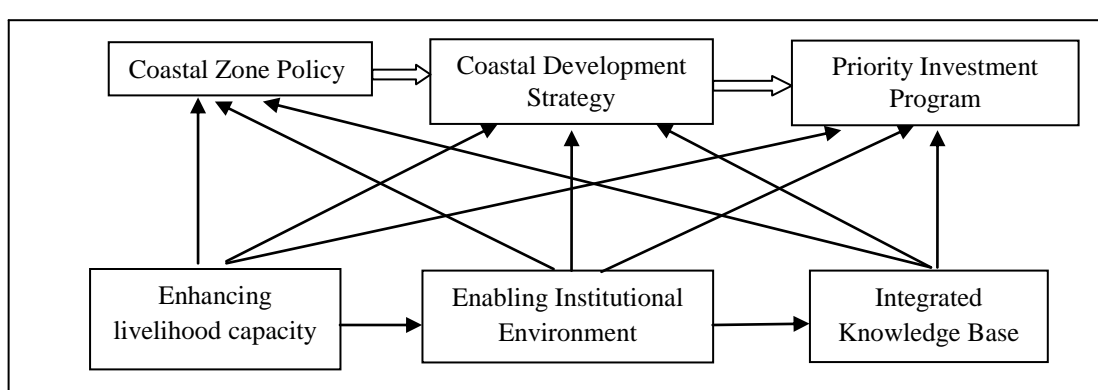 Coastal Zone Policy
Coastal Development
Strategy
Priority Investment
Program
Enhancing
livelihood capacity
Enabling Institutional
Environment
Integrated
Knowledge Base